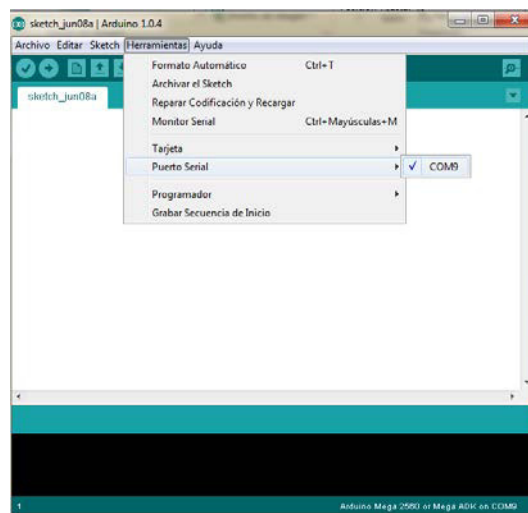 sketch_jun08a | Arduino 1.0.4
Archivo Editar Sketch Herramientas Ayuda
sketch_jun08a
Formato Automático Ctrl+T
Archivar el Sketch
Reparar Codificación y Recargar
Monitor Serial Ctrl+Mayúsculas+M
Tarjeta
Puerto Serial
COM9
Programador
Grabar Secuencia de Inicio
1
Arduino Mega 2560 or Mega ADK on COM9